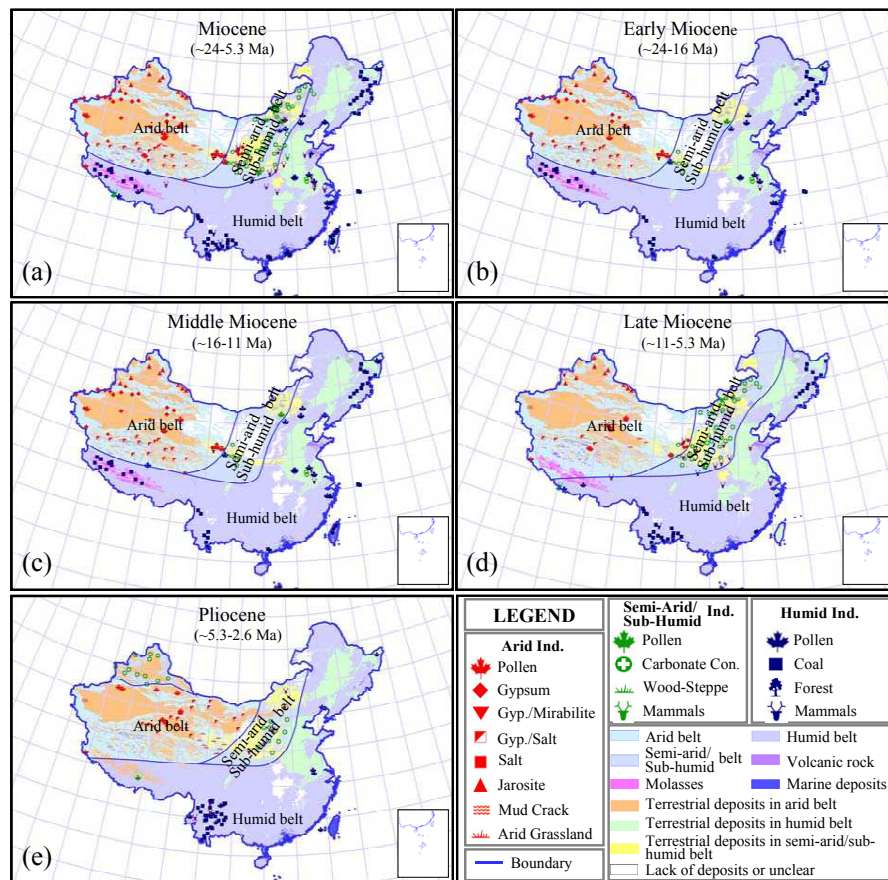 Miocene
(~24-5.3 Ma)
Arid belt
Semi-arid belt
Sub-humid
Humid belt
(a)
Early Miocene
(~24-16 Ma)
Arid belt
Semi-arid belt
Sub-humid
Humid belt
(b)
Middle Miocene
(~16-11 Ma)
Arid belt
Semi-arid belt
Sub-humid
Humid belt
(c)
Late Miocene
(~11-5.3 Ma)
Arid belt
Semi-arid belt
Sub-humid
Humid belt
(d)
Pliocene
(~5.3-2.6 Ma)
Arid belt
Semi-arid
Sub-humid belt
Humid belt
(e)
LEGEND
Arid Ind.
Pollen
Gypsum
Gyp./Mirabilite
Gyp./Salt
Salt
Jarosite
Mud Crack
Arid Grassland
Boundary
Semi-Arid/ Ind.
Sub-Humid
Pollen
Carbonate Con.
Wood-Steppe
Mammals
Humid Ind.
Pollen
Coal
Forest
Mammals
Arid belt
Semi-arid/ belt
Sub-humid
Molasses
Humid belt
Volcanic rock
Marine deposits
Terrestrial deposits in arid belt
Terrestrial deposits in humid belt
Terrestrial deposits in semi-arid/sub-
humid belt
Lack of deposits or unclear